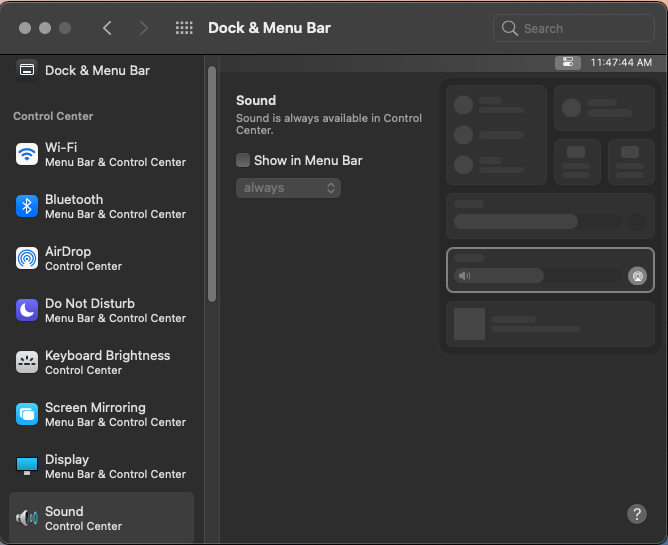 Dock & Menu Bar
Search
Dock & Menu Bar
Control Center
Wi-Fi
Menu Bar & Control Center
Bluetooth
Menu Bar & Control Center
AirDrop
Control Center
Do Not Disturb
Menu Bar & Control Center
Keyboard Brightness
Control Center
Screen Mirroring
Menu Bar & Control Center
Display
Menu Bar & Control Center
Sound
Control Center
11:47:44 AM
Sound
Sound is always available in Control
Center.
Show in Menu Bar
always
?